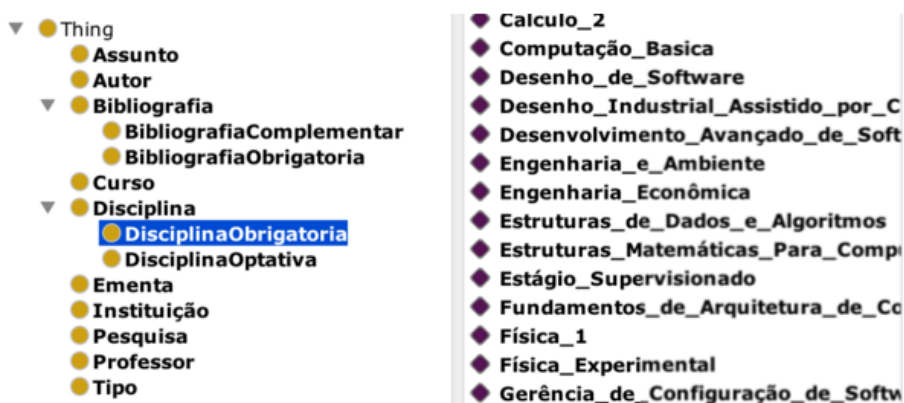 Thing
Assunto
Autor
Bibliografia
BibliografiaComplementar
BibliografiaObrigatoria
Curso
Disciplina
DisciplinaObrigatoria
DisciplinaOptativa
Ementa
Instituição
Pesquisa
Professor
Tipo
Calculo_2
Computação_Basica
Desenho_de_Software
Desenho_Industrial_Assistido_por_C
Desenvolvimento_Avançado_de_Soft
Engenharia_e_Ambiente
Engenharia_Econômica
Estruturas_de_Dados_e_Algoritmos
Estruturas_Matemáticas_Para_Comp
Estágio_Supervisionado
Fundamentos_de_Arquitetura_de_Co
Física_1
Física_Experimental
Gerência_de_Configuração_de_Softw